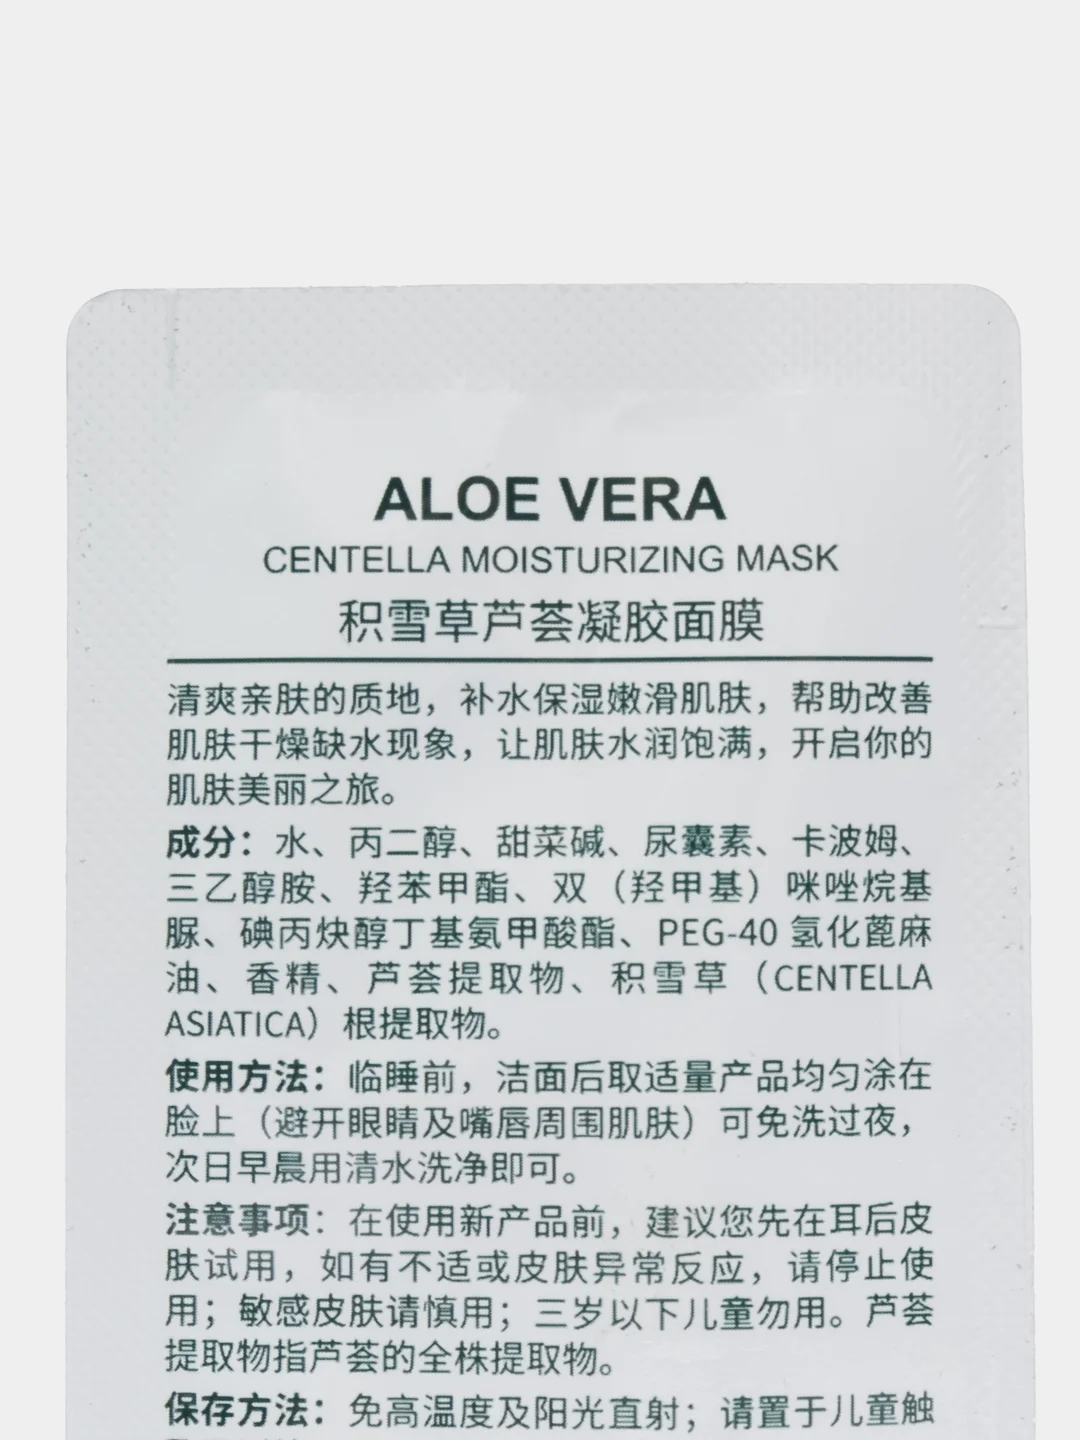 ALOE VERA
CENTELLA MOISTURIZING MASK
积雪草芦荟凝胶面膜
清爽亲肤的质地，补水保湿嫩滑肌肤，帮助改善
肌肤干燥缺水现象，让肌肤水润饱满，开启你的
肌肤美丽之旅。
成分：水、丙二醇、甜菜碱、尿囊素、卡波姆、
三乙醇胺、羟苯甲酯、双（羟甲基）咪唑烷基
脲、碘丙炔醇丁基氨甲酸酯、PEG-40 氢化蓖麻
油、香精、芦荟提取物、积雪草（CENTELLA
ASIATICA）根提取物。
使用方法：临睡前，洁面后取适量产品均匀涂在
脸上（避开眼睛及嘴唇周围肌肤）可免洗过夜，
次日早晨用清水洗净即可。
注意事项：在使用新产品前，建议您先在耳后皮
肤试用，如有不适或皮肤异常反应，请停止使
用；敏感皮肤请慎用；三岁以下儿童勿用。芦荟
提取物指芦荟的全株提取物。
保存方法：免高温度及阳光直射；请置于儿童触